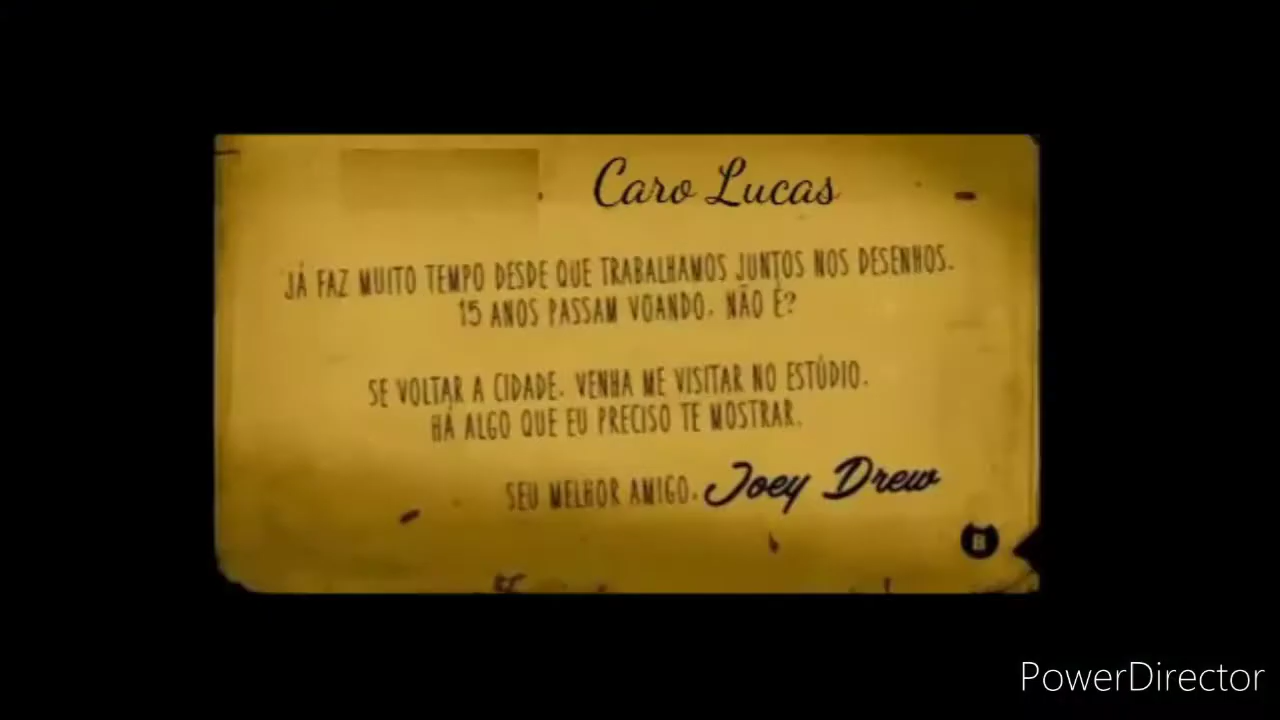 Caro Lucas
JÁ FAZ MUITO TEMPO DESDE QUE TRABALHAMOS JUNTOS NOS DESENHOS.
15 ANOS PASSAM VOANDO. NÃO É?
SE VOLTAR A CIDADE. VENHA ME VISITAR NO ESTÚDIO.
HÁ ALGO QUE EU PRECISO TE MOSTRAR.
SEU MELHOR AMIGO. Joey Drew
PowerDirector